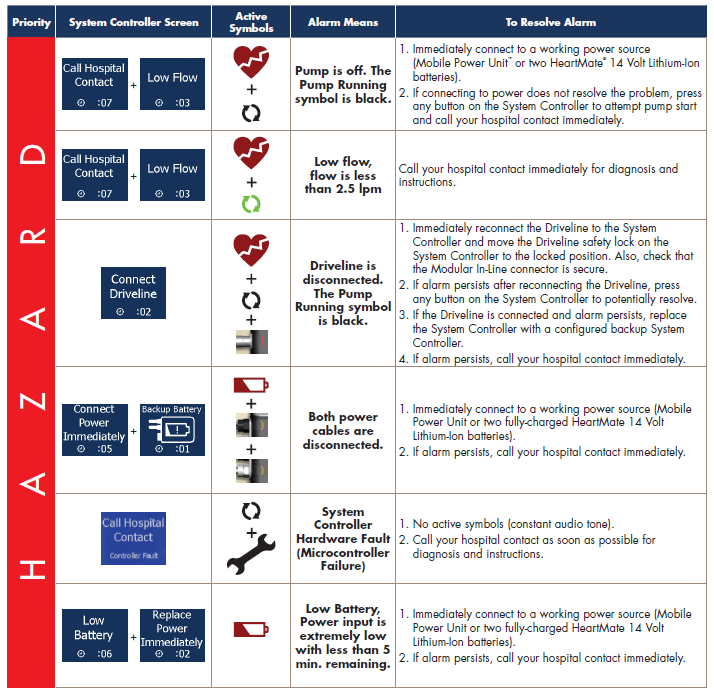 Priority
System Controller Screen
Active
Symbols
Alarm Means
To Resolve Alarm
HAZARD
Call Hospital
Contact
:07
+
Low Flow
:03
+
Pump is off. The
Pump Running
symbol is black.
1. Immediately connect to a working power source
(Mobile Power Unit™ or two HeartMate® 14 Volt Lithium-Ion
batteries).
2. If connecting to power does not resolve the problem, press
any button on the System Controller to attempt pump start
and call your hospital contact immediately.
Call Hospital
Contact
:07
+
Low Flow
:03
+
Low flow,
flow is less
than 2.5 lpm
Call your hospital contact immediately for diagnosis and
instructions.
Connect
Driveline
:02
+
+
Driveline is
disconnected.
The Pump
Running symbol
is black.
1. Immediately reconnect the Driveline to the System
Controller and move the Driveline safety lock on the
System Controller to the locked position. Also, check that
the Modular In-Line connector is secure.
2. If alarm persists after reconnecting the Driveline, press
any button on the System Controller to potentially resolve.
3. If the Driveline is connected and alarm persists, replace
the System Controller with a configured backup System
Controller.
4. If alarm persists, call your hospital contact immediately.
Connect
Power
Immediately
:05
+
Backup Battery
:01
+
+
Both power
cables are
disconnected.
1. Immediately connect to a working power source (Mobile
Power Unit or two fully-charged HeartMate 14 Volt
Lithium-Ion batteries).
2. If alarm persists, call your hospital contact immediately.
Call Hospital
Contact
Controller Fault
+
System
Controller
Hardware Fault
(Microcontroller
Failure)
1. No active symbols (constant audio tone).
2. Call your hospital contact as soon as possible for
diagnosis and instructions.
Low
Battery
:06
+
Replace
Power
Immediately
:02
Low Battery,
Power input is
extremely low
with less than 5
min. remaining.
1. Immediately connect to a working power source (Mobile
Power Unit or two fully-charged HeartMate 14 Volt
Lithium-Ion batteries).
2. If alarm persists, call your hospital contact immediately.